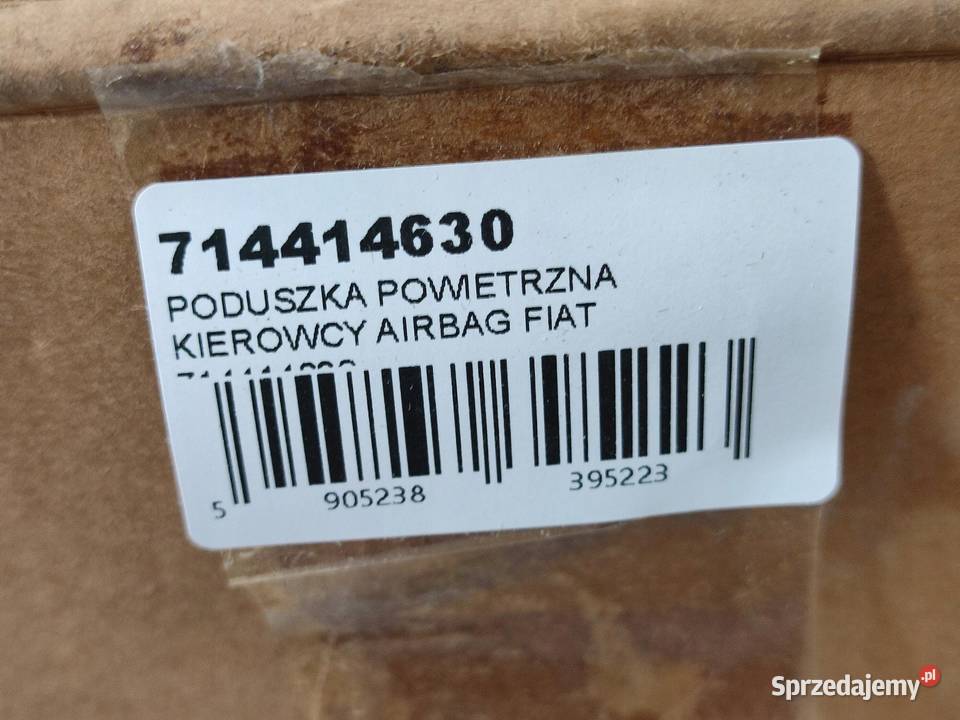 714414630
PODUSZKA POWIETRZNA
KIEROWCY AIRBAG FIAT
5 905238 395223
Sprzedajemy.pl